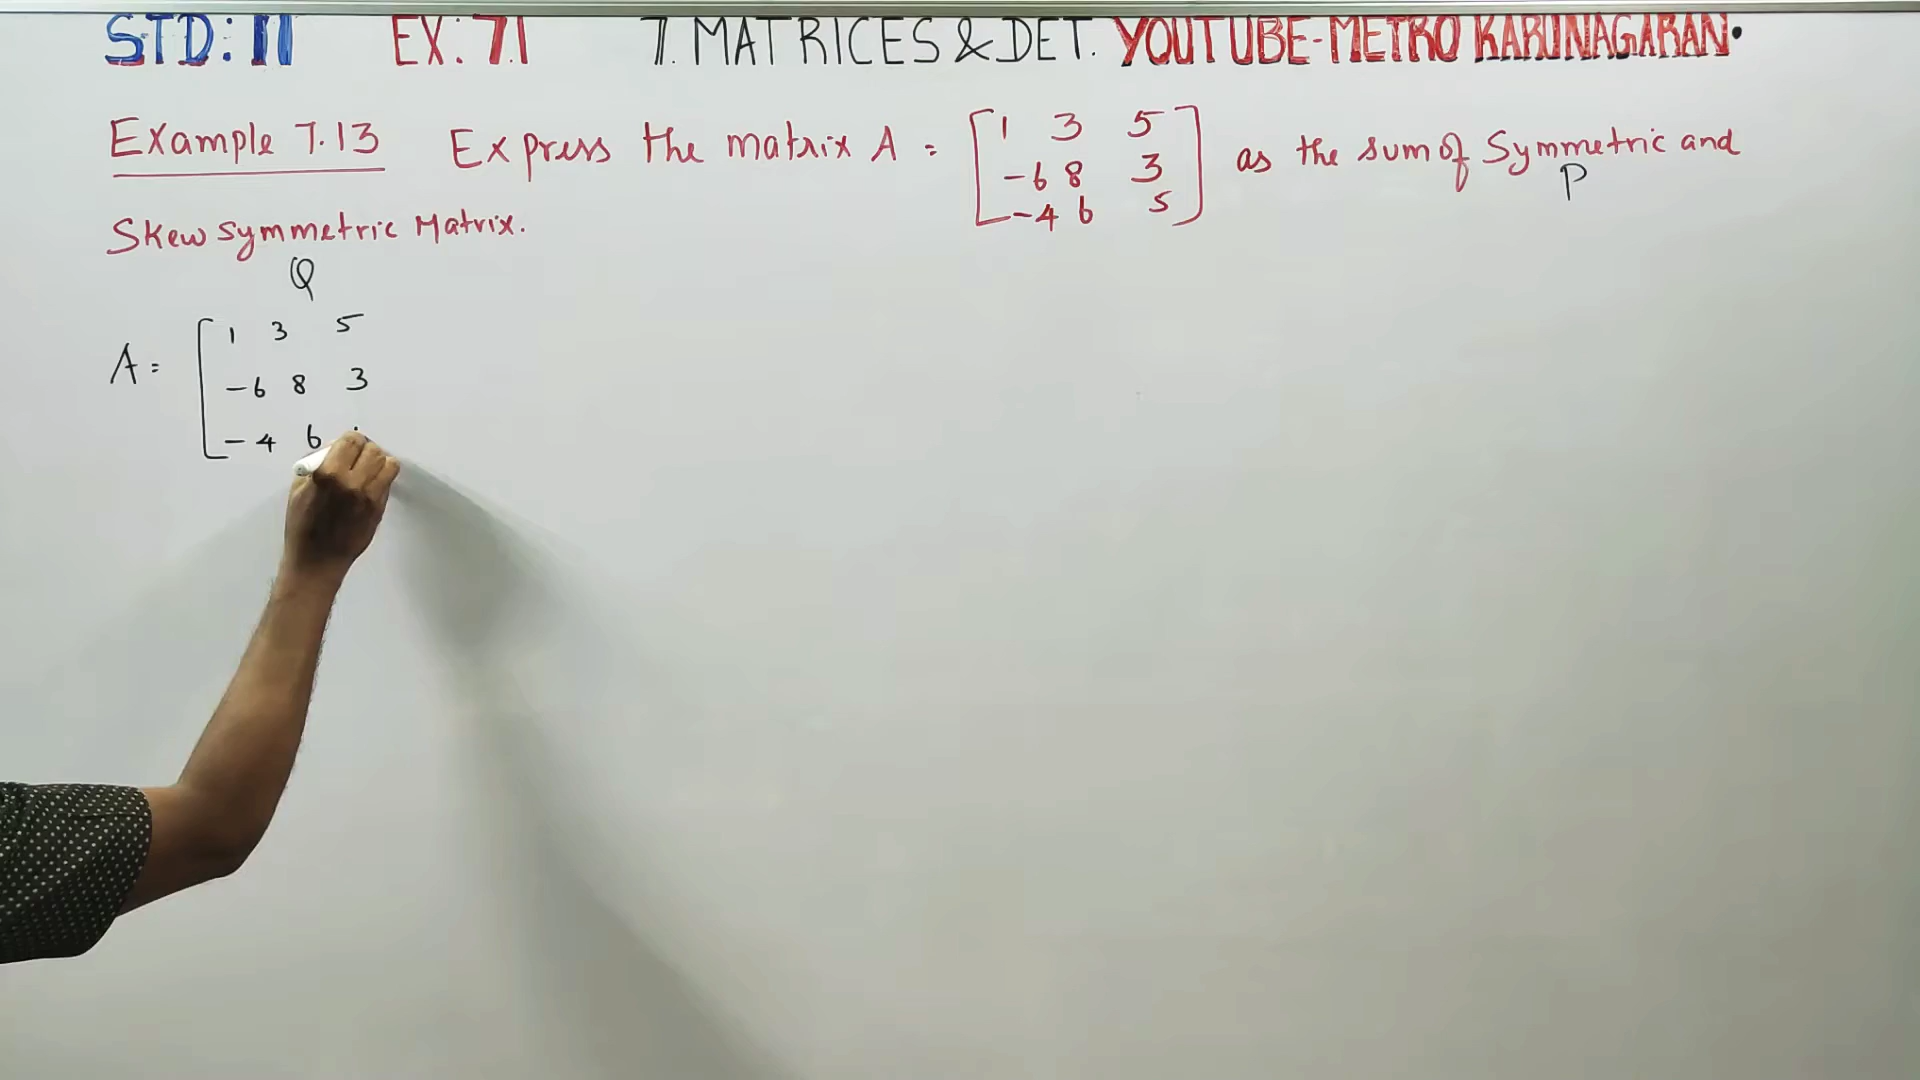 STD: 11 EX: 7.1 7. MATRICES & DET. YOUTUBE-METRO KARUNAGARAN.
Example 7.13 Express the matrix A = [1 3 5 as the sum of Symmetric and
-6 8 3 P
-4 6 5]
Skew Symmetric Matrix.
Q
A = [1 3 5
-6 8 3
-4 6